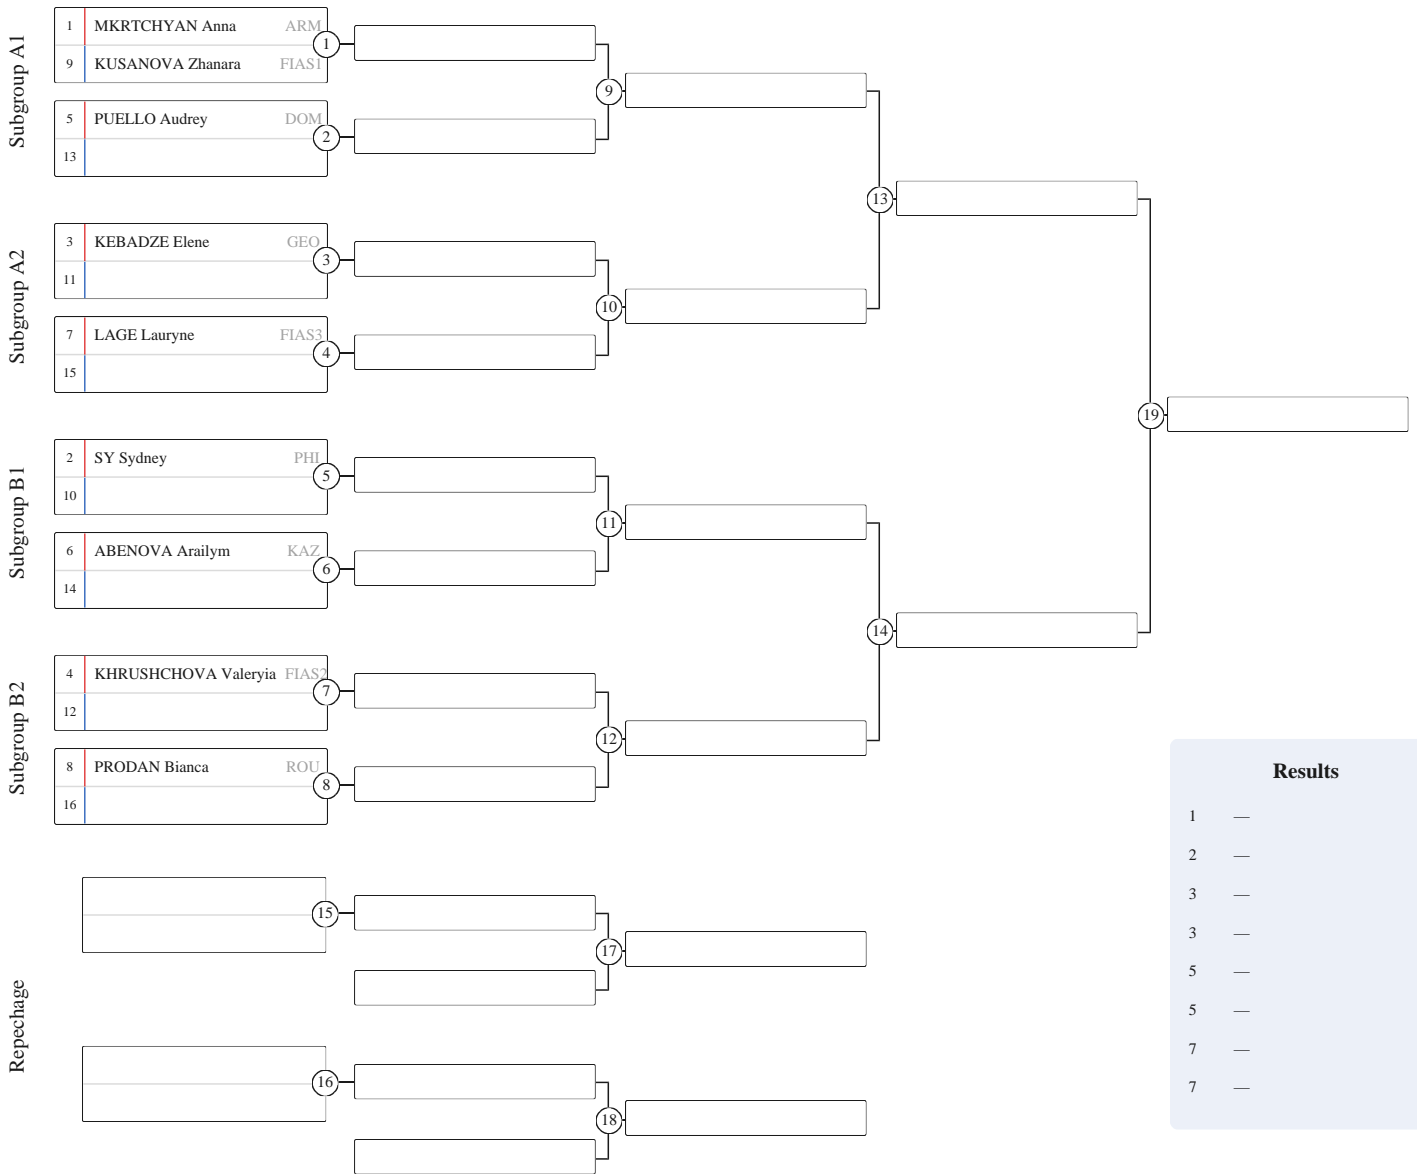 Subgroup A1
1 MKRTCHYAN Anna ARM
1
9 KUSANOVA Zhanara FIAS1
9
5 PUELLO Audrey DOM
2
13
13
Subgroup A2
3 KEBADZE Elene GEO
3
11
10
7 LAGE Lauryne FIAS3
4
15
19
Subgroup B1
2 SY Sydney PHI
5
10
11
6 ABENOVA Arailym KAZ
6
14
14
Subgroup B2
4 KHRUSHCHOVA Valeryia FIAS2
7
12
12
8 PRODAN Bianca ROU
8
16
Repechage
15
17
16
18
Results
1 —
2 —
3 —
3 —
5 —
5 —
7 —
7 —